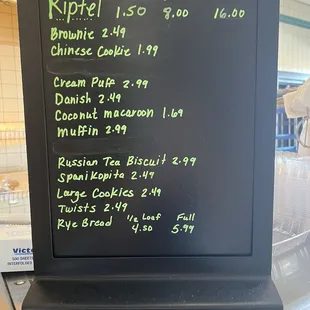 Kiptel 1.50 8.00 16.00
Brownie 2.49
Chinese Cookie 1.99
Cream Puff 2.99
Danish 2.49
Coconut macaroon 1.69
muffin 2.99
Russian Tea Biscuit 2.99
Spanikopita 2.49
Large Cookies 2.49
Twists 2.49
Rye Bread 1/2 Loaf 4.50 Full 5.99